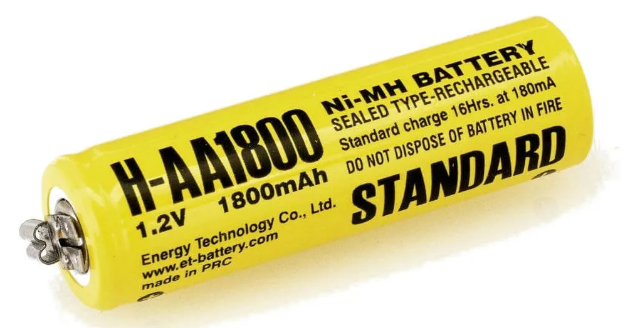 H-AA1800
1.2V 1800mAh
Energy Technology Co., Ltd.
www.et-battery.com
made in PRC
Ni-MH BATTERY
SEALED TYPE-RECHARGEABLE
Standard charge 16Hrs. at 180mA
DO NOT DISPOSE OF BATTERY IN FIRE
STANDARD